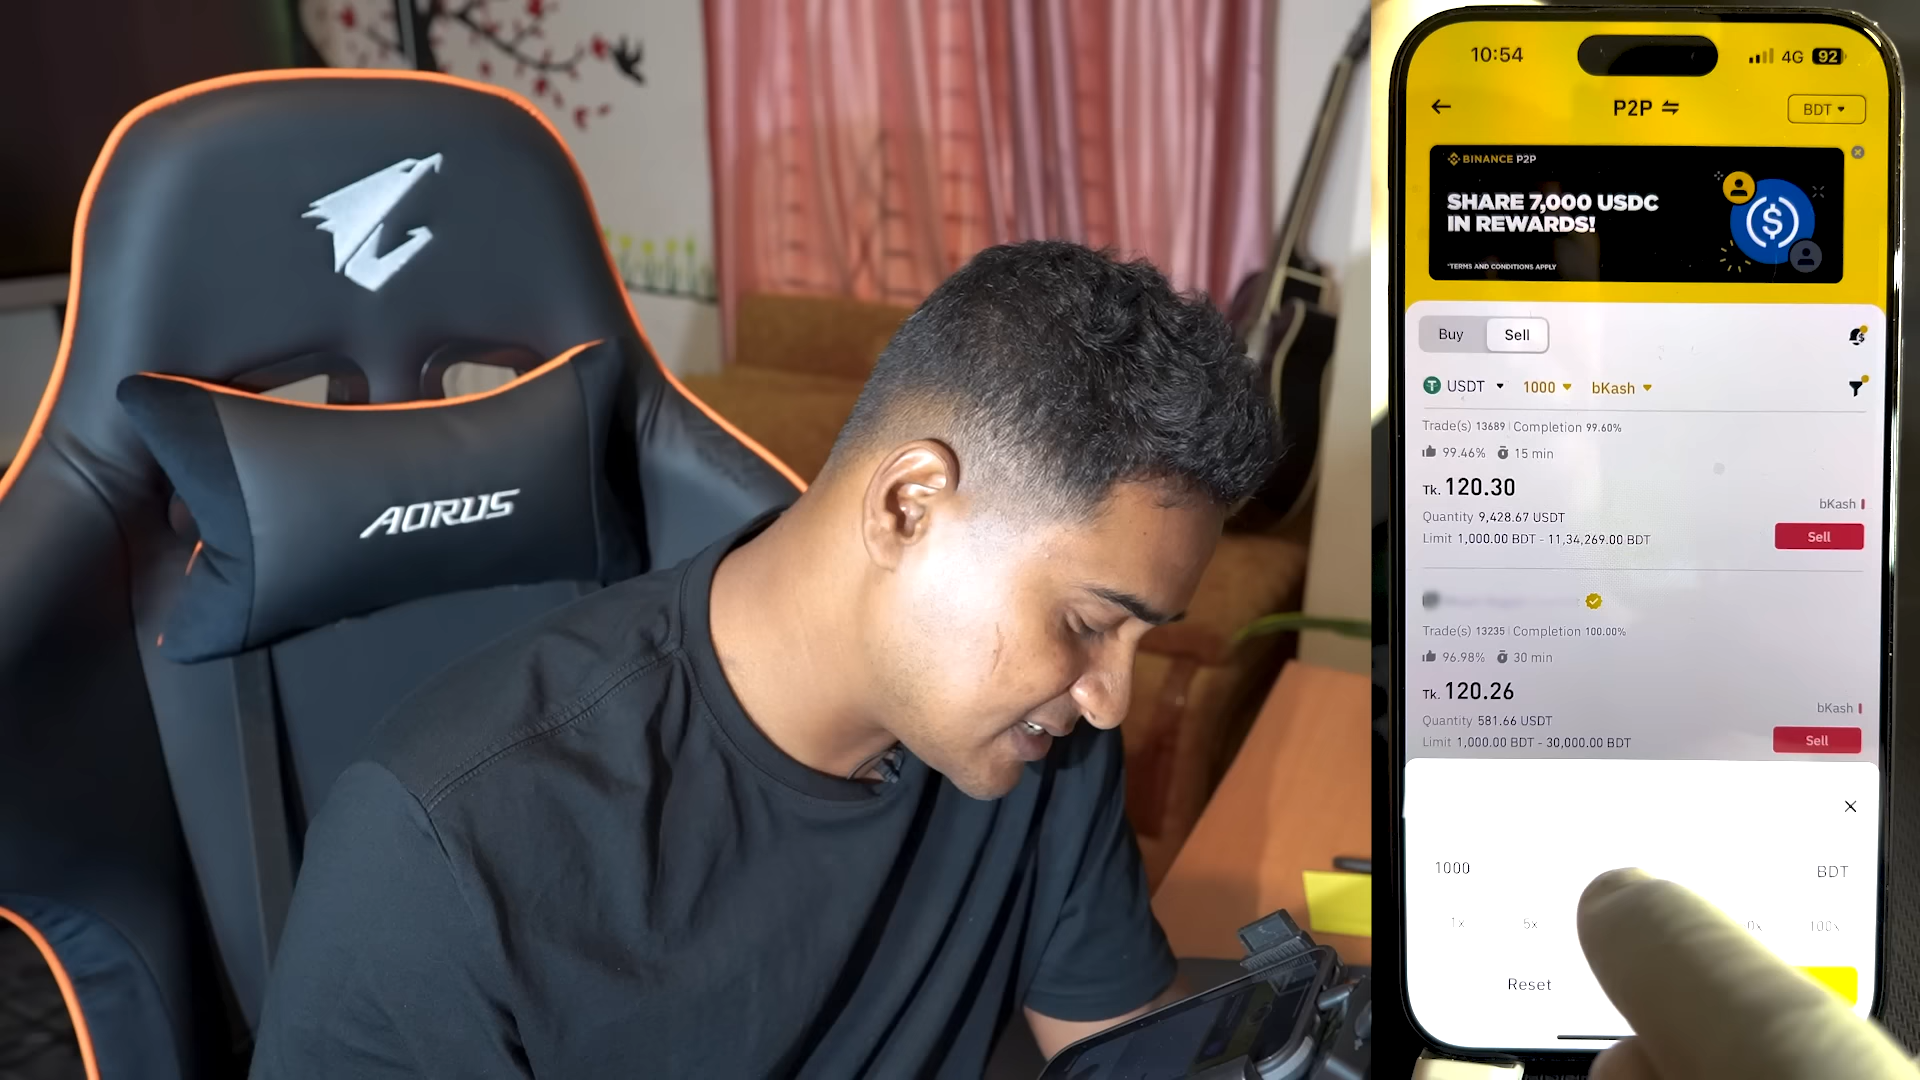 AORUS
10:54
4G 92
P2P
BDT
BINANCE P2P
SHARE 7,000 USDC
IN REWARDS!
*TERMS AND CONDITIONS APPLY
Buy Sell
USDT 1000 bKash
Trade(s) 13689 | Completion 99.60%
99.46% 15 min
Tk. 120.30
bKash
Quantity 9,428.67 USDT
Sell
Limit 1,000.00 BDT - 11,34,269.00 BDT
Trade(s) 13235 | Completion 100.00%
96.98% 30 min
Tk. 120.26
bKash
Quantity 581.66 USDT
Sell
Limit 1,000.00 BDT - 30,000.00 BDT
1000 BDT
1x 5x 100x
Reset